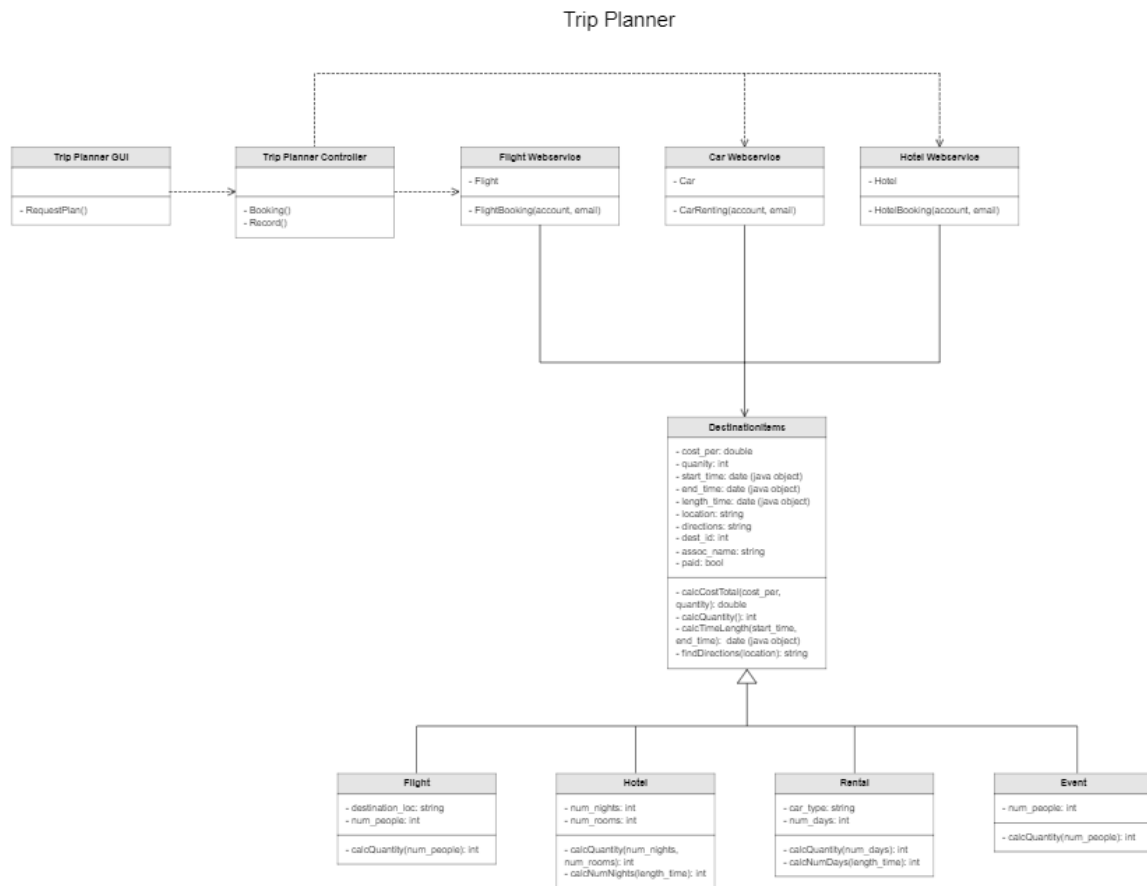 Trip Planner
Trip Planner GUI
- RequestPlan()
Trip Planner Controller
- Booking()
- Record()
Flight Webservice
- Flight
- FlightBooking(account, email)
Car Webservice
- Car
- CarRenting(account, email)
Hotel Webservice
- Hotel
- HotelBooking(account, email)
DestinationItems
- cost_per: double
- quanity: int
- start_time: date (java object)
- end_time: date (java object)
- length_time: date (java object)
- location: string
- directions: string
- dest_id: int
- assoc_name: string
- paid: bool
- calcCostTotal(cost_per,
quantity): double
- calcQuantity(): int
- calcTimeLength(start_time,
end_time): date (java object)
- findDirections(location): string
Flight
- destination_loc: string
- num_people: int
- calcQuantity(num_people): int
Hotel
- num_nights: int
- num_rooms: int
- calcQuantity(num_nights,
num_rooms): int
- calcNumNights(length_time): int
Rental
- car_type: string
- num_days: int
- calcQuantity(num_days): int
- calcNumDays(length_time): int
Event
- num_people: int
- calcQuantity(num_people): int